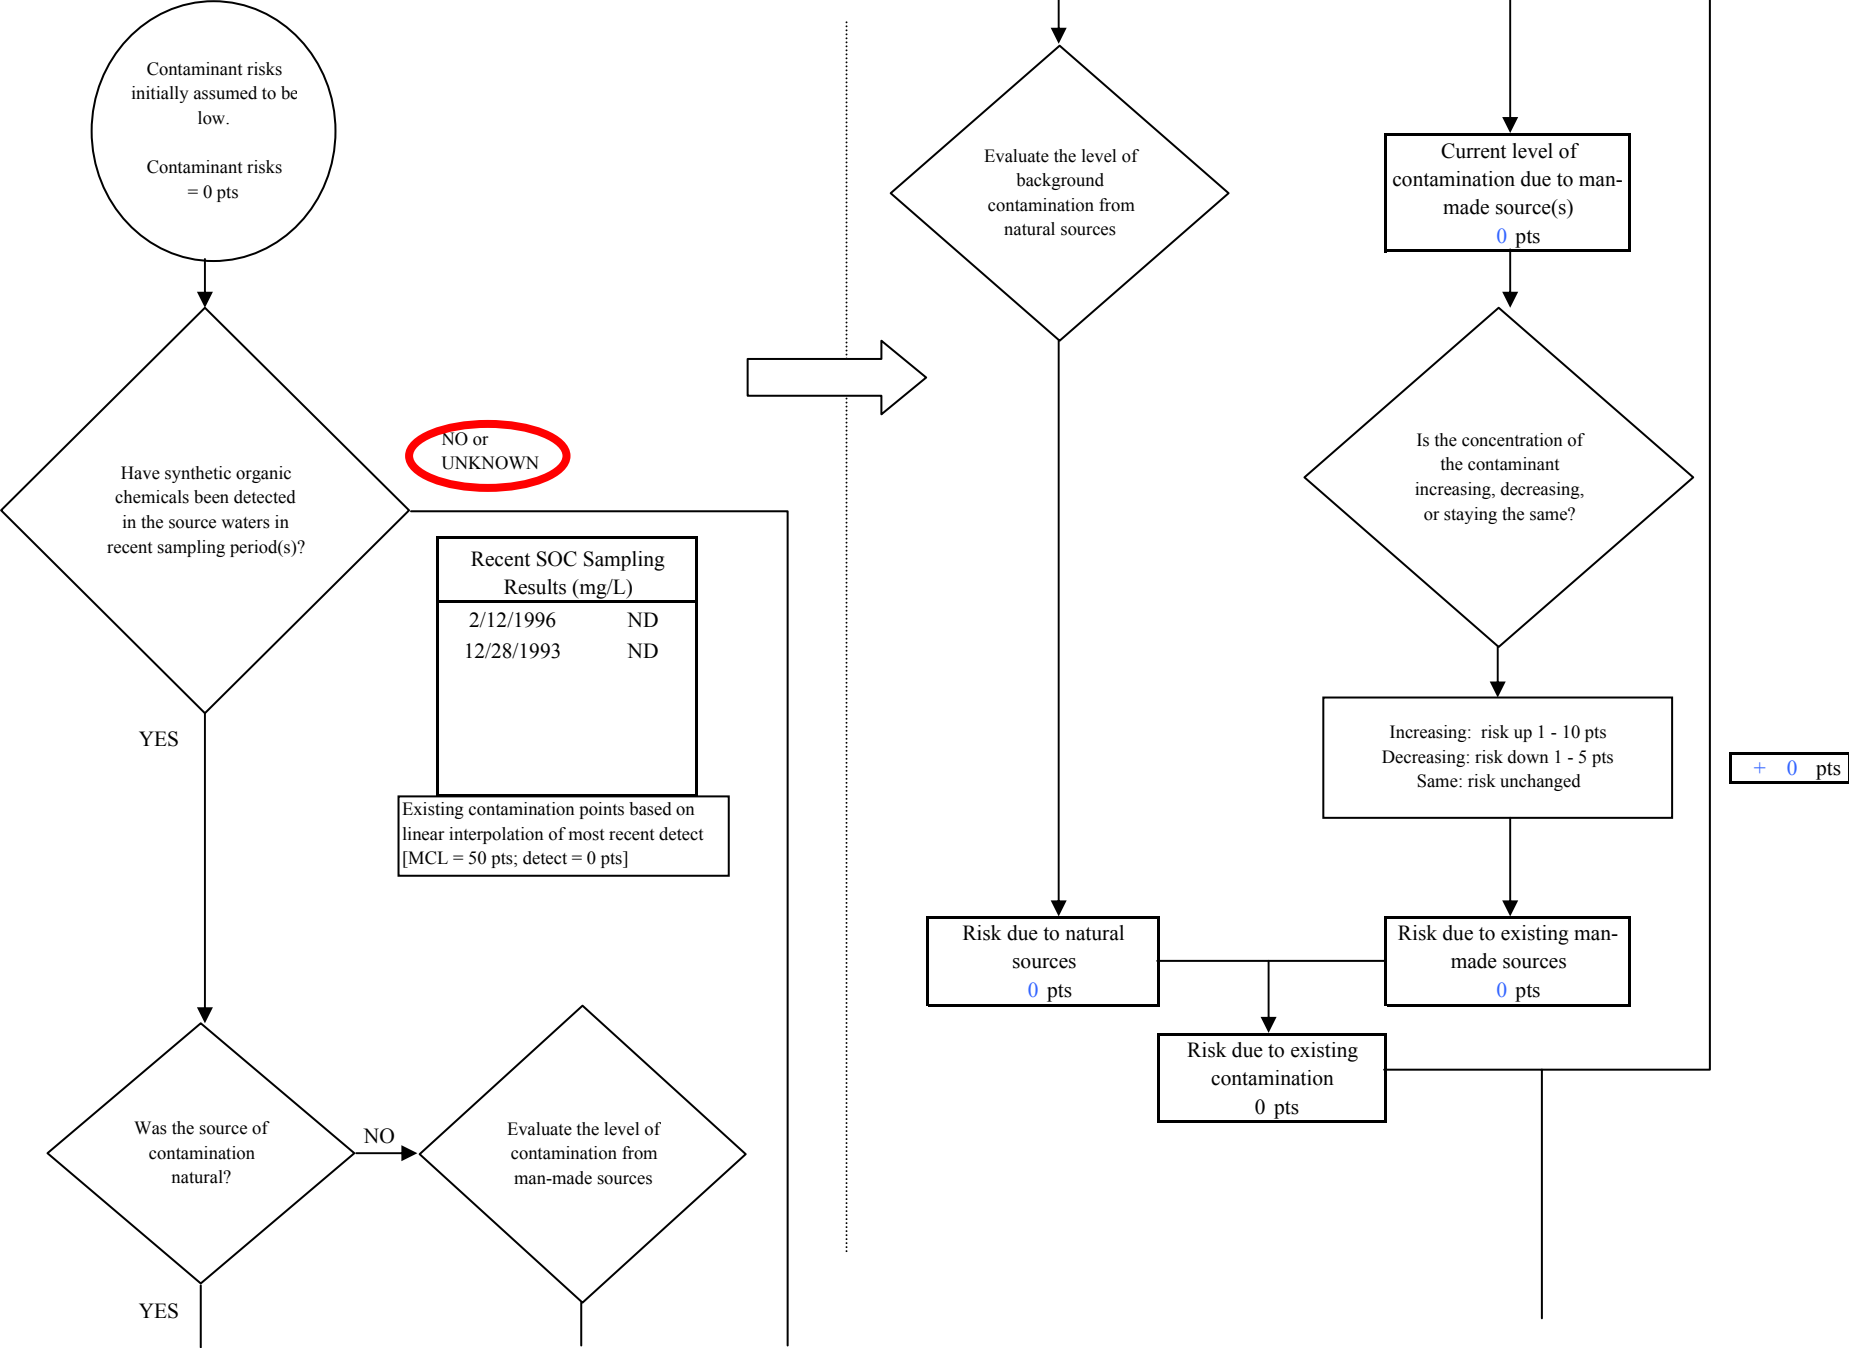 Contaminant risks
initially assumed to be
low.
Contaminant risks
= 0 pts
Have synthetic organic
chemicals been detected
in the source waters in
recent sampling period(s)?
NO or
UNKNOWN
Recent SOC Sampling
Results (mg/L)
2/12/1996 ND
12/28/1993 ND
YES
Existing contamination points based on
linear interpolation of most recent detect
[MCL = 50 pts; detect = 0 pts]
Was the source of
contamination
natural?
NO
Evaluate the level of
contamination from
man-made sources
YES
Evaluate the level of
background
contamination from
natural sources
Current level of
contamination due to man-
made source(s)
0 pts
Is the concentration of
the contaminant
increasing, decreasing,
or staying the same?
Increasing: risk up 1 - 10 pts
Decreasing: risk down 1 - 5 pts
Same: risk unchanged
+ 0 pts
Risk due to natural
sources
0 pts
Risk due to existing man-
made sources
0 pts
Risk due to existing
contamination
0 pts